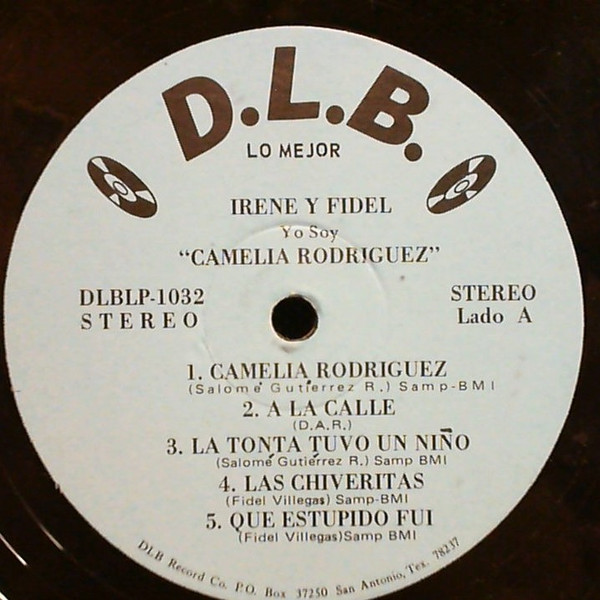 D.L.B.
LO MEJOR
IRENE Y FIDEL
Yo Soy
“CAMELIA RODRIGUEZ”
DLBLP-1032
STEREO
STEREO
Lado A
1. CAMELIA RODRIGUEZ
(Salomé Gutiérrez R.) Samp-BMI
2. A LA CALLE
(D.A.R.)
3. LA TONTA TUVO UN NIÑO
(Salomé Gutiérrez R.) Samp BMI
4. LAS CHIVERITAS
(Fidel Villegas) Samp-BMI
5. QUE ESTUPIDO FUI
(Fidel Villegas)Samp BMI
DLB Record Co. P.O. Box 37250 San Antonio, Tex. 78237